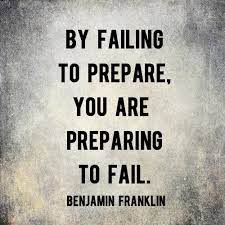 BY FAILING
TO PREPARE,
YOU ARE
PREPARING
TO FAIL.
BENJAMIN FRANKLIN